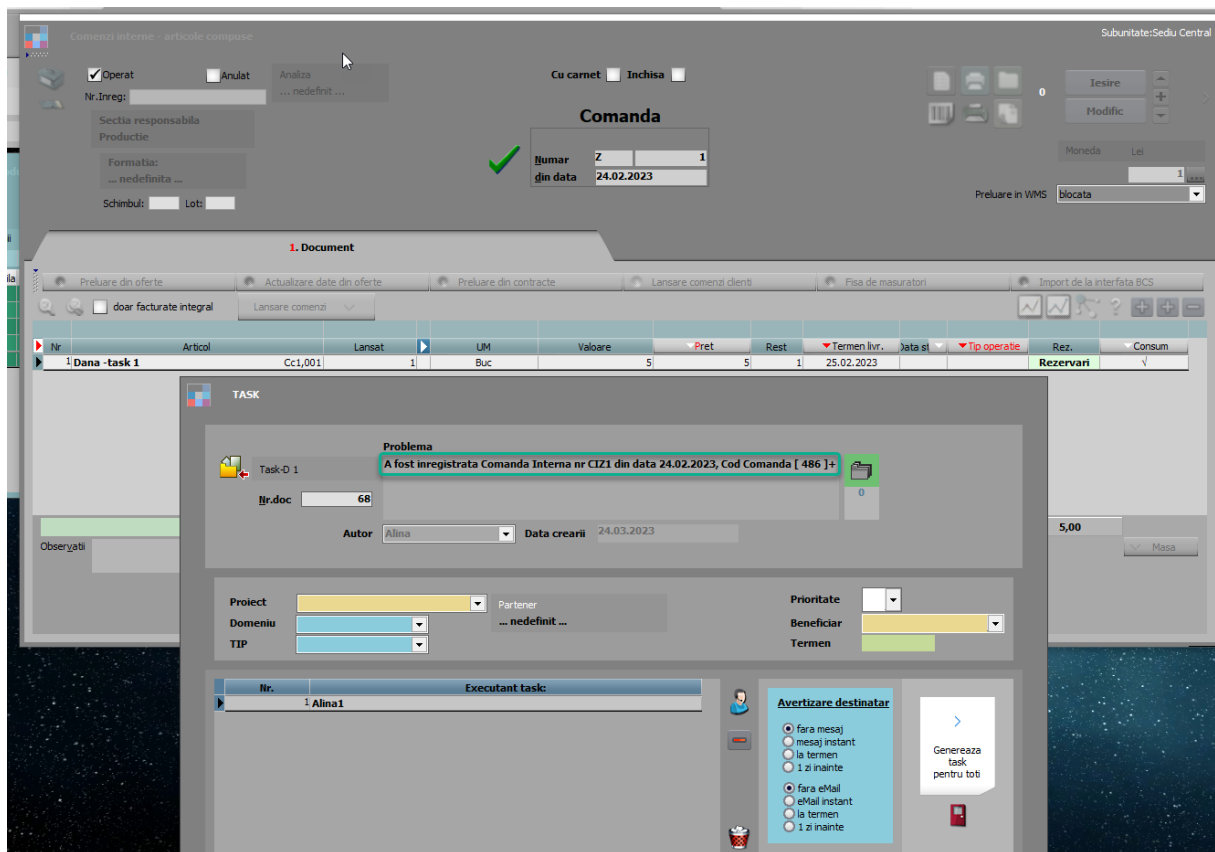 Comenzi interne - articole compuse
Subunitate:Sediu Central
Operat
Anulat
Analiza
... nedefinit ...
Nr.Inreg:
Sectia responsabila
Productie
Formatia:
... nedefinita ...
Schimbul:
Lot:
Cu carnet
Inchisa
Comanda
Numar Z 1
din data 24.02.2023
0
Iesire
Modific
Moneda Lei
1
Preluare in WMS blocata
1. Document
Preluare din oferte
Actualizare date din oferte
Preluare din contracte
Lansare comenzi clienti
Fisa de masuratori
Import de la interfata BCS
doar facturate integral
Lansare comenzi
Nr Articol Lansat UM Valoare Pret Rest Termen livr. Data st Tip operatie Rez. Consum
1 Dana -task 1 Cc1,001 1 Buc 5 5 1 25.02.2023 Rezervari √
TASK
Problema
Task-D 1
A fost inregistrata Comanda Interna nr CIZ1 din data 24.02.2023, Cod Comanda [ 486 ]+
0
Nr.doc 68
Autor Alina
Data crearii 24.03.2023
5,00
Observatii
Masa
Proiect
Partener
... nedefinit ...
Domeniu
TIP
Prioritate
Beneficiar
Termen
Nr. Executant task:
1 Alina1
Avertizare destinatar
fara mesaj
mesaj instant
la termen
1 zi inainte
fara eMail
eMail instant
la termen
1 zi inainte
Genereaza
task
pentru toti